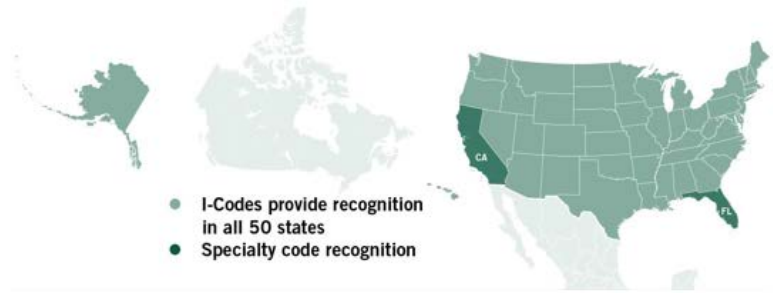 CA
FL
I-Codes provide recognition
in all 50 states
Specialty code recognition